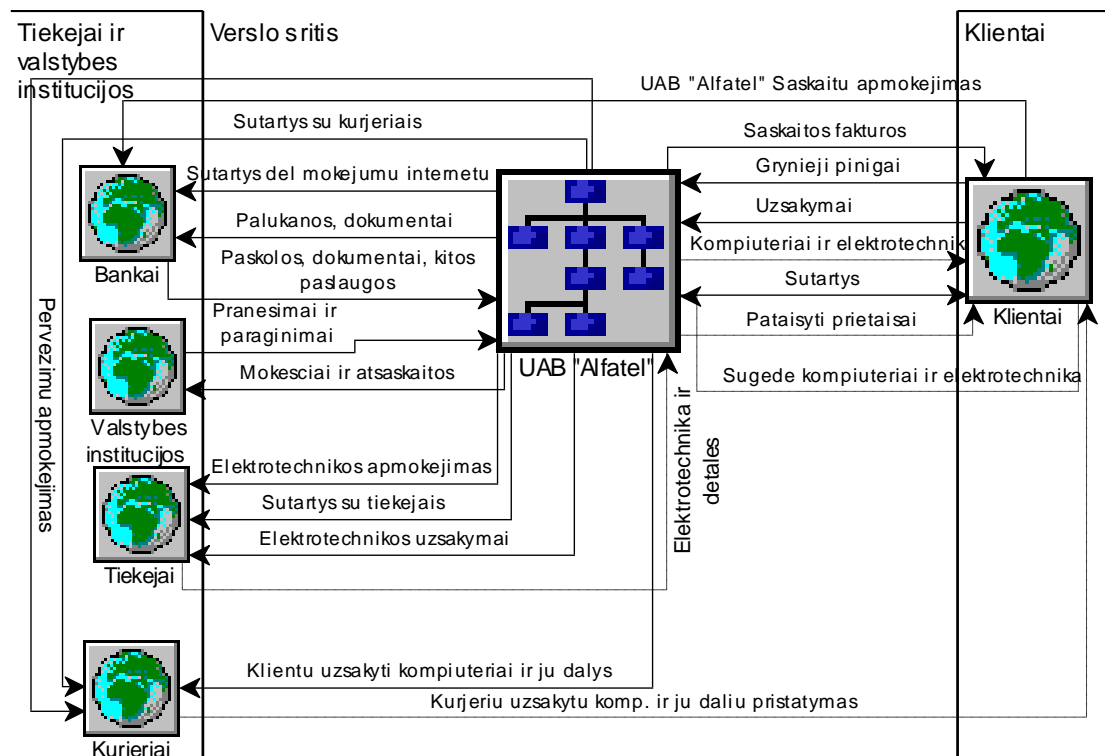 Tiekejai ir
valstybes
institucijos
Verslo sritis
Klientai
UAB "Alfatel" Saskaitu apmokejimas
Sutartys su kurjeriais
Saskaitos fakturos
Grynieji pinigai
Sutartys del mokejumu internetu
Uzsakymai
Palukanos, dokumentai
Kompiuteriai ir elektrotechnik
Bankai
Paskolos, dokumentai, kitos
paslaugos
Sutartys
Pranesimai ir
paraginimai
Klientai
Pataisyti prietaisai
UAB "Alfatel"
Mokesciai ir atsaskaitos
Sugede kompiuteriai ir elektrotechnika
Valstybes
institucijos
Pervezimu apmokejimas
Elektrotechnika ir
detales
Elektrotechnikos apmokejimas
Sutartys su tiekejais
Elektrotechnikos uzsakymai
Tiekejai
Klientu uzsakyti kompiuteriai ir ju dalys
Kurjeriu uzsakytu komp. ir ju daliu pristatymas
Kurieriai